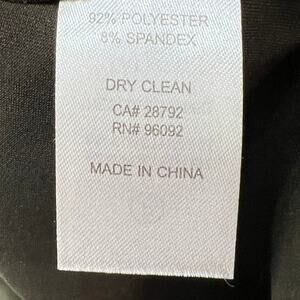 92% POLYESTER
8% SPANDEX
DRY CLEAN
CA# 28792
RN# 96092
MADE IN CHINA